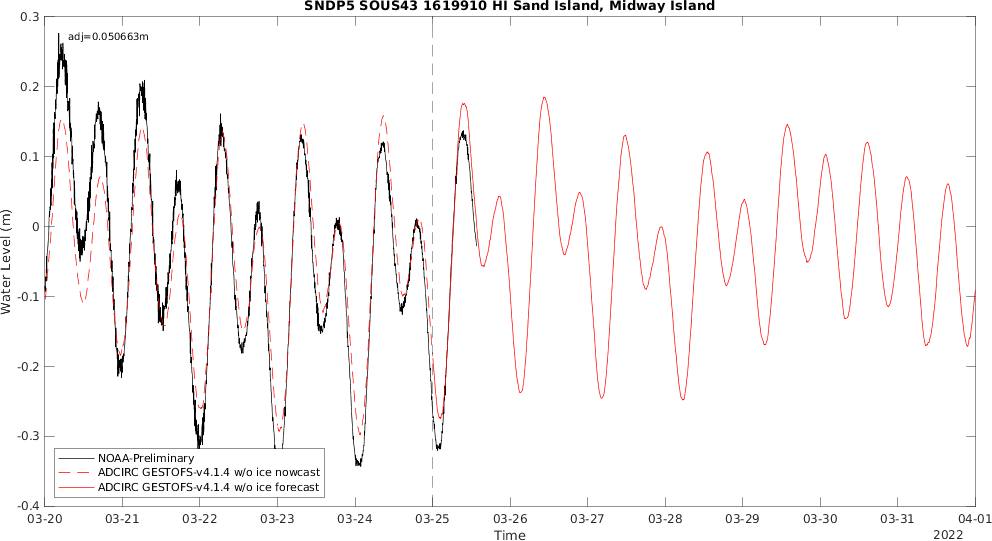 SNDP5 SOUS43 1619910 HI Sand Island, Midway Island
adj=0.050663m
0.3
0.2
0.1
0
-0.1
-0.2
-0.3
-0.4
Water Level (m)
NOAA-Preliminary
ADCIRC GESTOFS-v4.1.4 w/o ice nowcast
ADCIRC GESTOFS-v4.1.4 w/o ice forecast
03-20 03-21 03-22 03-23 03-24 03-25 03-26 03-27 03-28 03-29 03-30 03-31 04-01
Time
2022